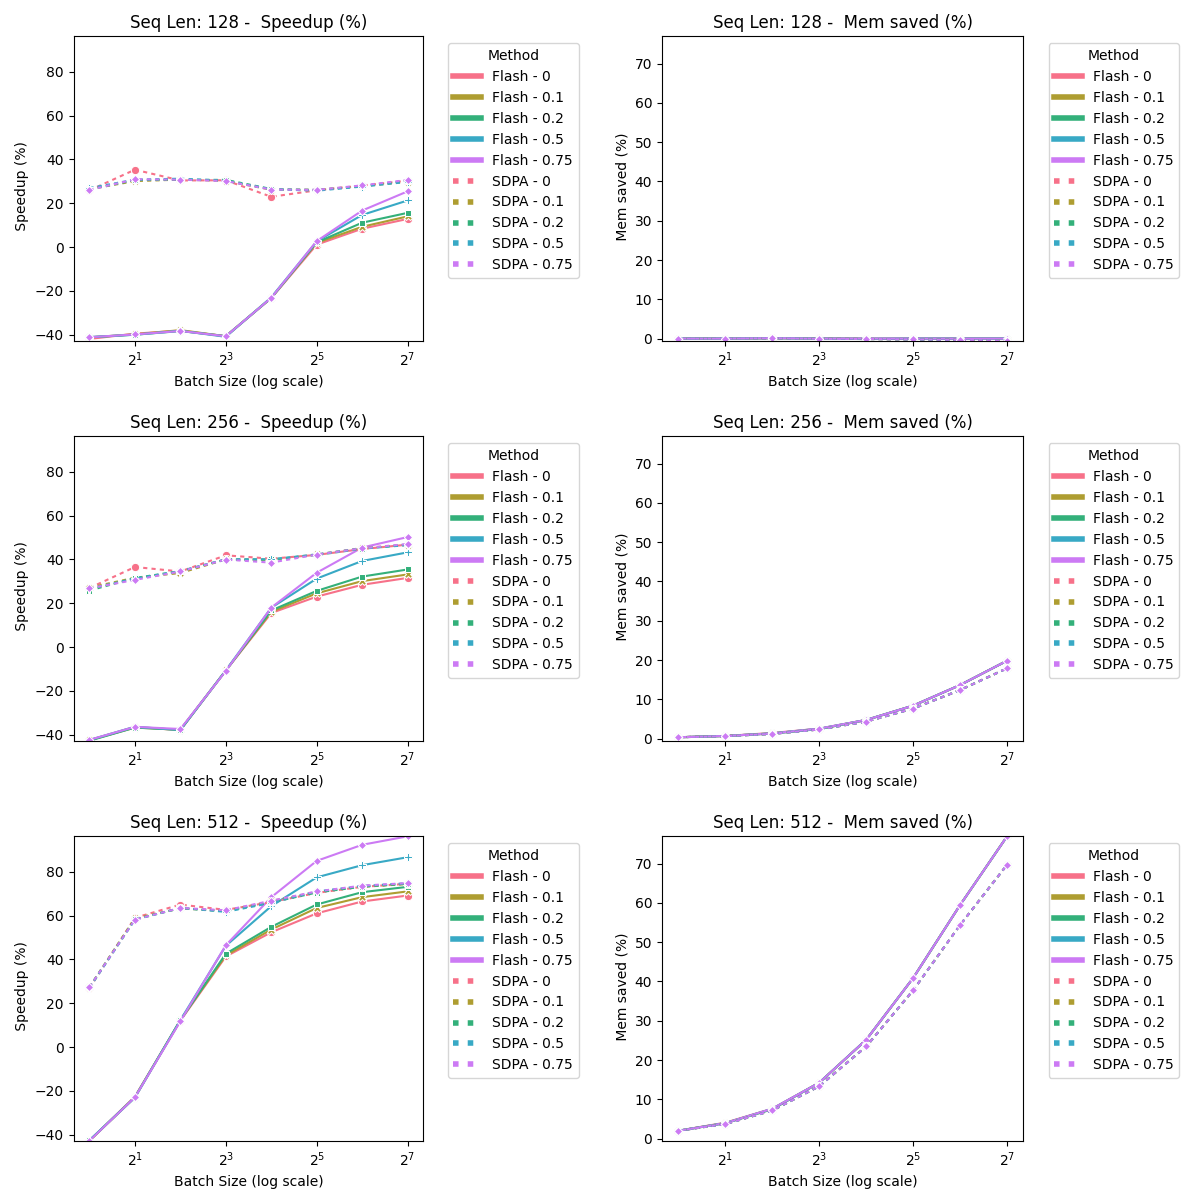 Seq Len: 128 -  Speedup (%)
Speedup (%)
80
60
40
20
0
−20
−40
2^1
2^3
2^5
2^7
Batch Size (log scale)
Method
Flash - 0
Flash - 0.1
Flash - 0.2
Flash - 0.5
Flash - 0.75
SDPA - 0
SDPA - 0.1
SDPA - 0.2
SDPA - 0.5
SDPA - 0.75
Seq Len: 128 -  Mem saved (%)
Mem saved (%)
70
60
50
40
30
20
10
0
2^1
2^3
2^5
2^7
Batch Size (log scale)
Method
Flash - 0
Flash - 0.1
Flash - 0.2
Flash - 0.5
Flash - 0.75
SDPA - 0
SDPA - 0.1
SDPA - 0.2
SDPA - 0.5
SDPA - 0.75
Seq Len: 256 -  Speedup (%)
Speedup (%)
80
60
40
20
0
−20
−40
2^1
2^3
2^5
2^7
Batch Size (log scale)
Method
Flash - 0
Flash - 0.1
Flash - 0.2
Flash - 0.5
Flash - 0.75
SDPA - 0
SDPA - 0.1
SDPA - 0.2
SDPA - 0.5
SDPA - 0.75
Seq Len: 256 -  Mem saved (%)
Mem saved (%)
70
60
50
40
30
20
10
0
2^1
2^3
2^5
2^7
Batch Size (log scale)
Method
Flash - 0
Flash - 0.1
Flash - 0.2
Flash - 0.5
Flash - 0.75
SDPA - 0
SDPA - 0.1
SDPA - 0.2
SDPA - 0.5
SDPA - 0.75
Seq Len: 512 -  Speedup (%)
Speedup (%)
80
60
40
20
0
−20
−40
2^1
2^3
2^5
2^7
Batch Size (log scale)
Method
Flash - 0
Flash - 0.1
Flash - 0.2
Flash - 0.5
Flash - 0.75
SDPA - 0
SDPA - 0.1
SDPA - 0.2
SDPA - 0.5
SDPA - 0.75
Seq Len: 512 -  Mem saved (%)
Mem saved (%)
70
60
50
40
30
20
10
0
2^1
2^3
2^5
2^7
Batch Size (log scale)
Method
Flash - 0
Flash - 0.1
Flash - 0.2
Flash - 0.5
Flash - 0.75
SDPA - 0
SDPA - 0.1
SDPA - 0.2
SDPA - 0.5
SDPA - 0.75